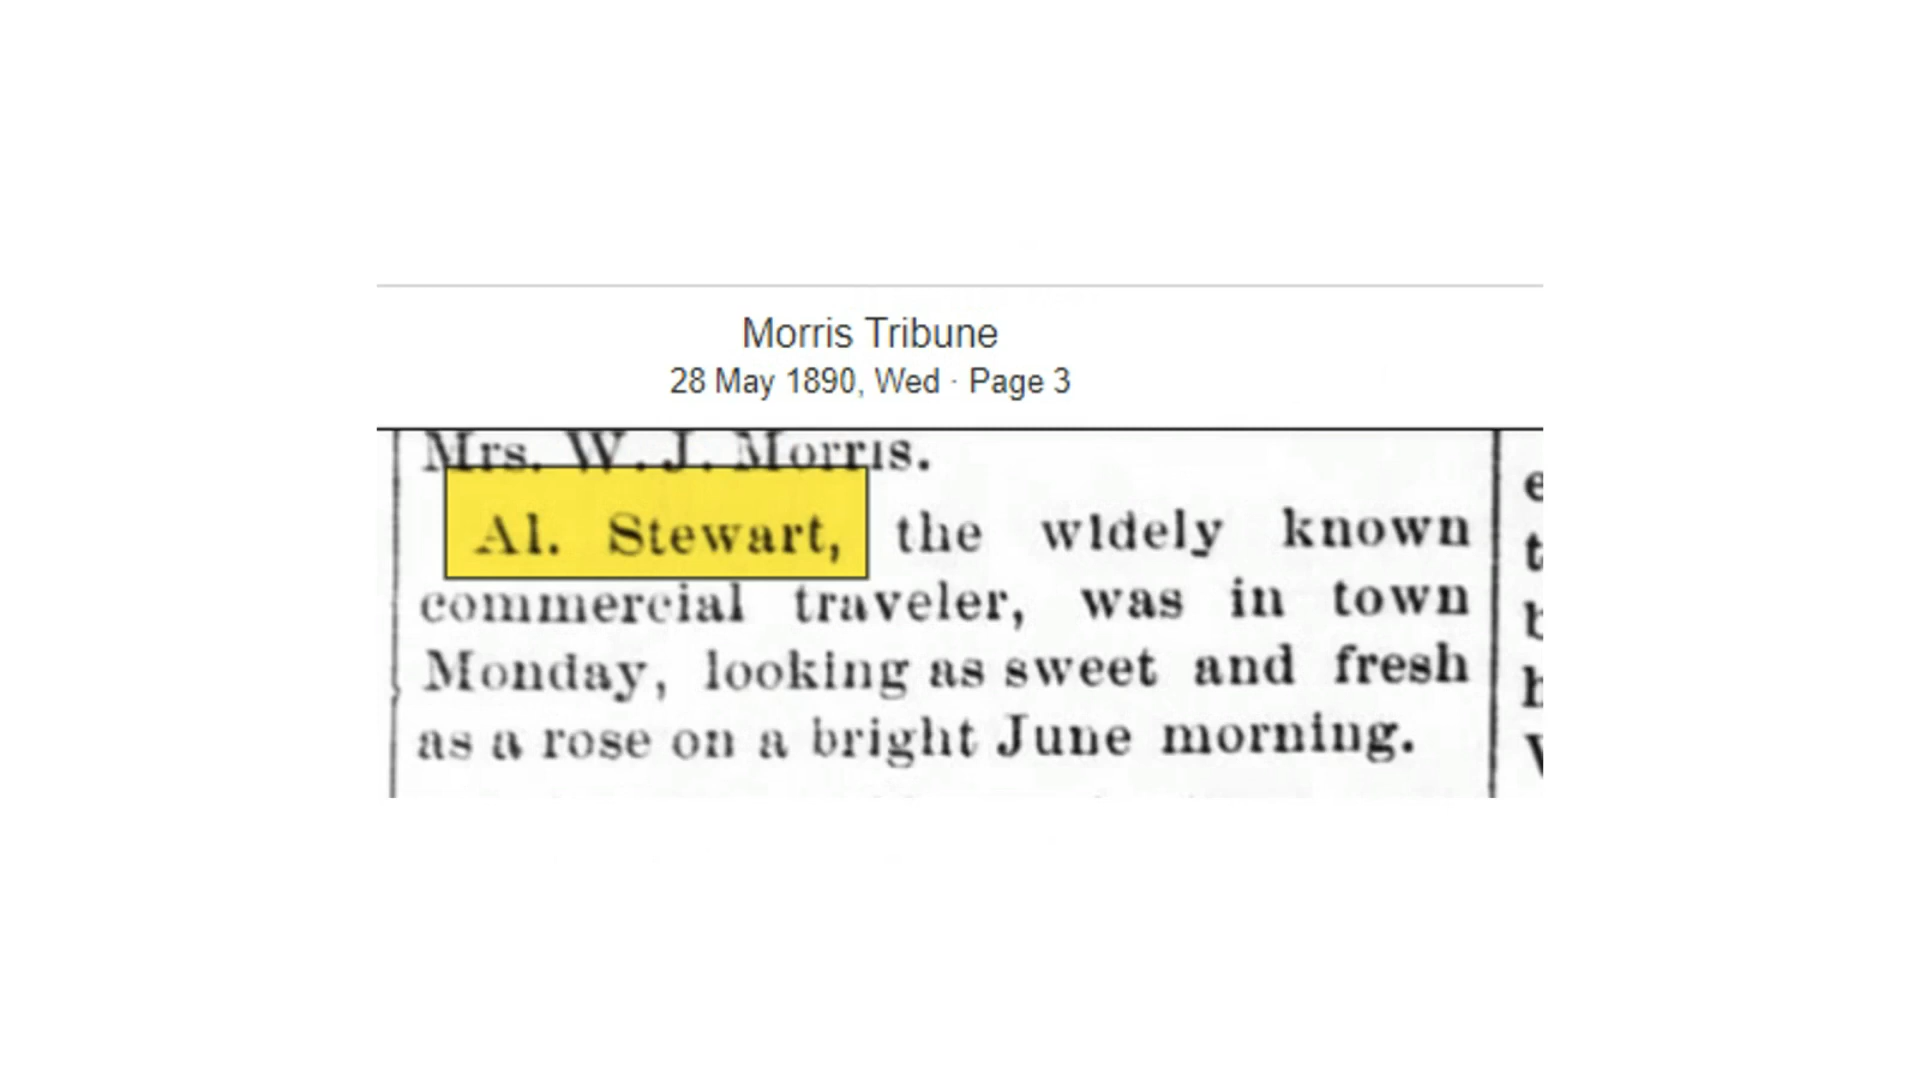 Morris Tribune
28 May 1890, Wed · Page 3
Mrs. W. J. Morris.
Al. Stewart, the widely known
commercial traveler, was in town
Monday, looking as sweet and fresh
as a rose on a bright June morning.